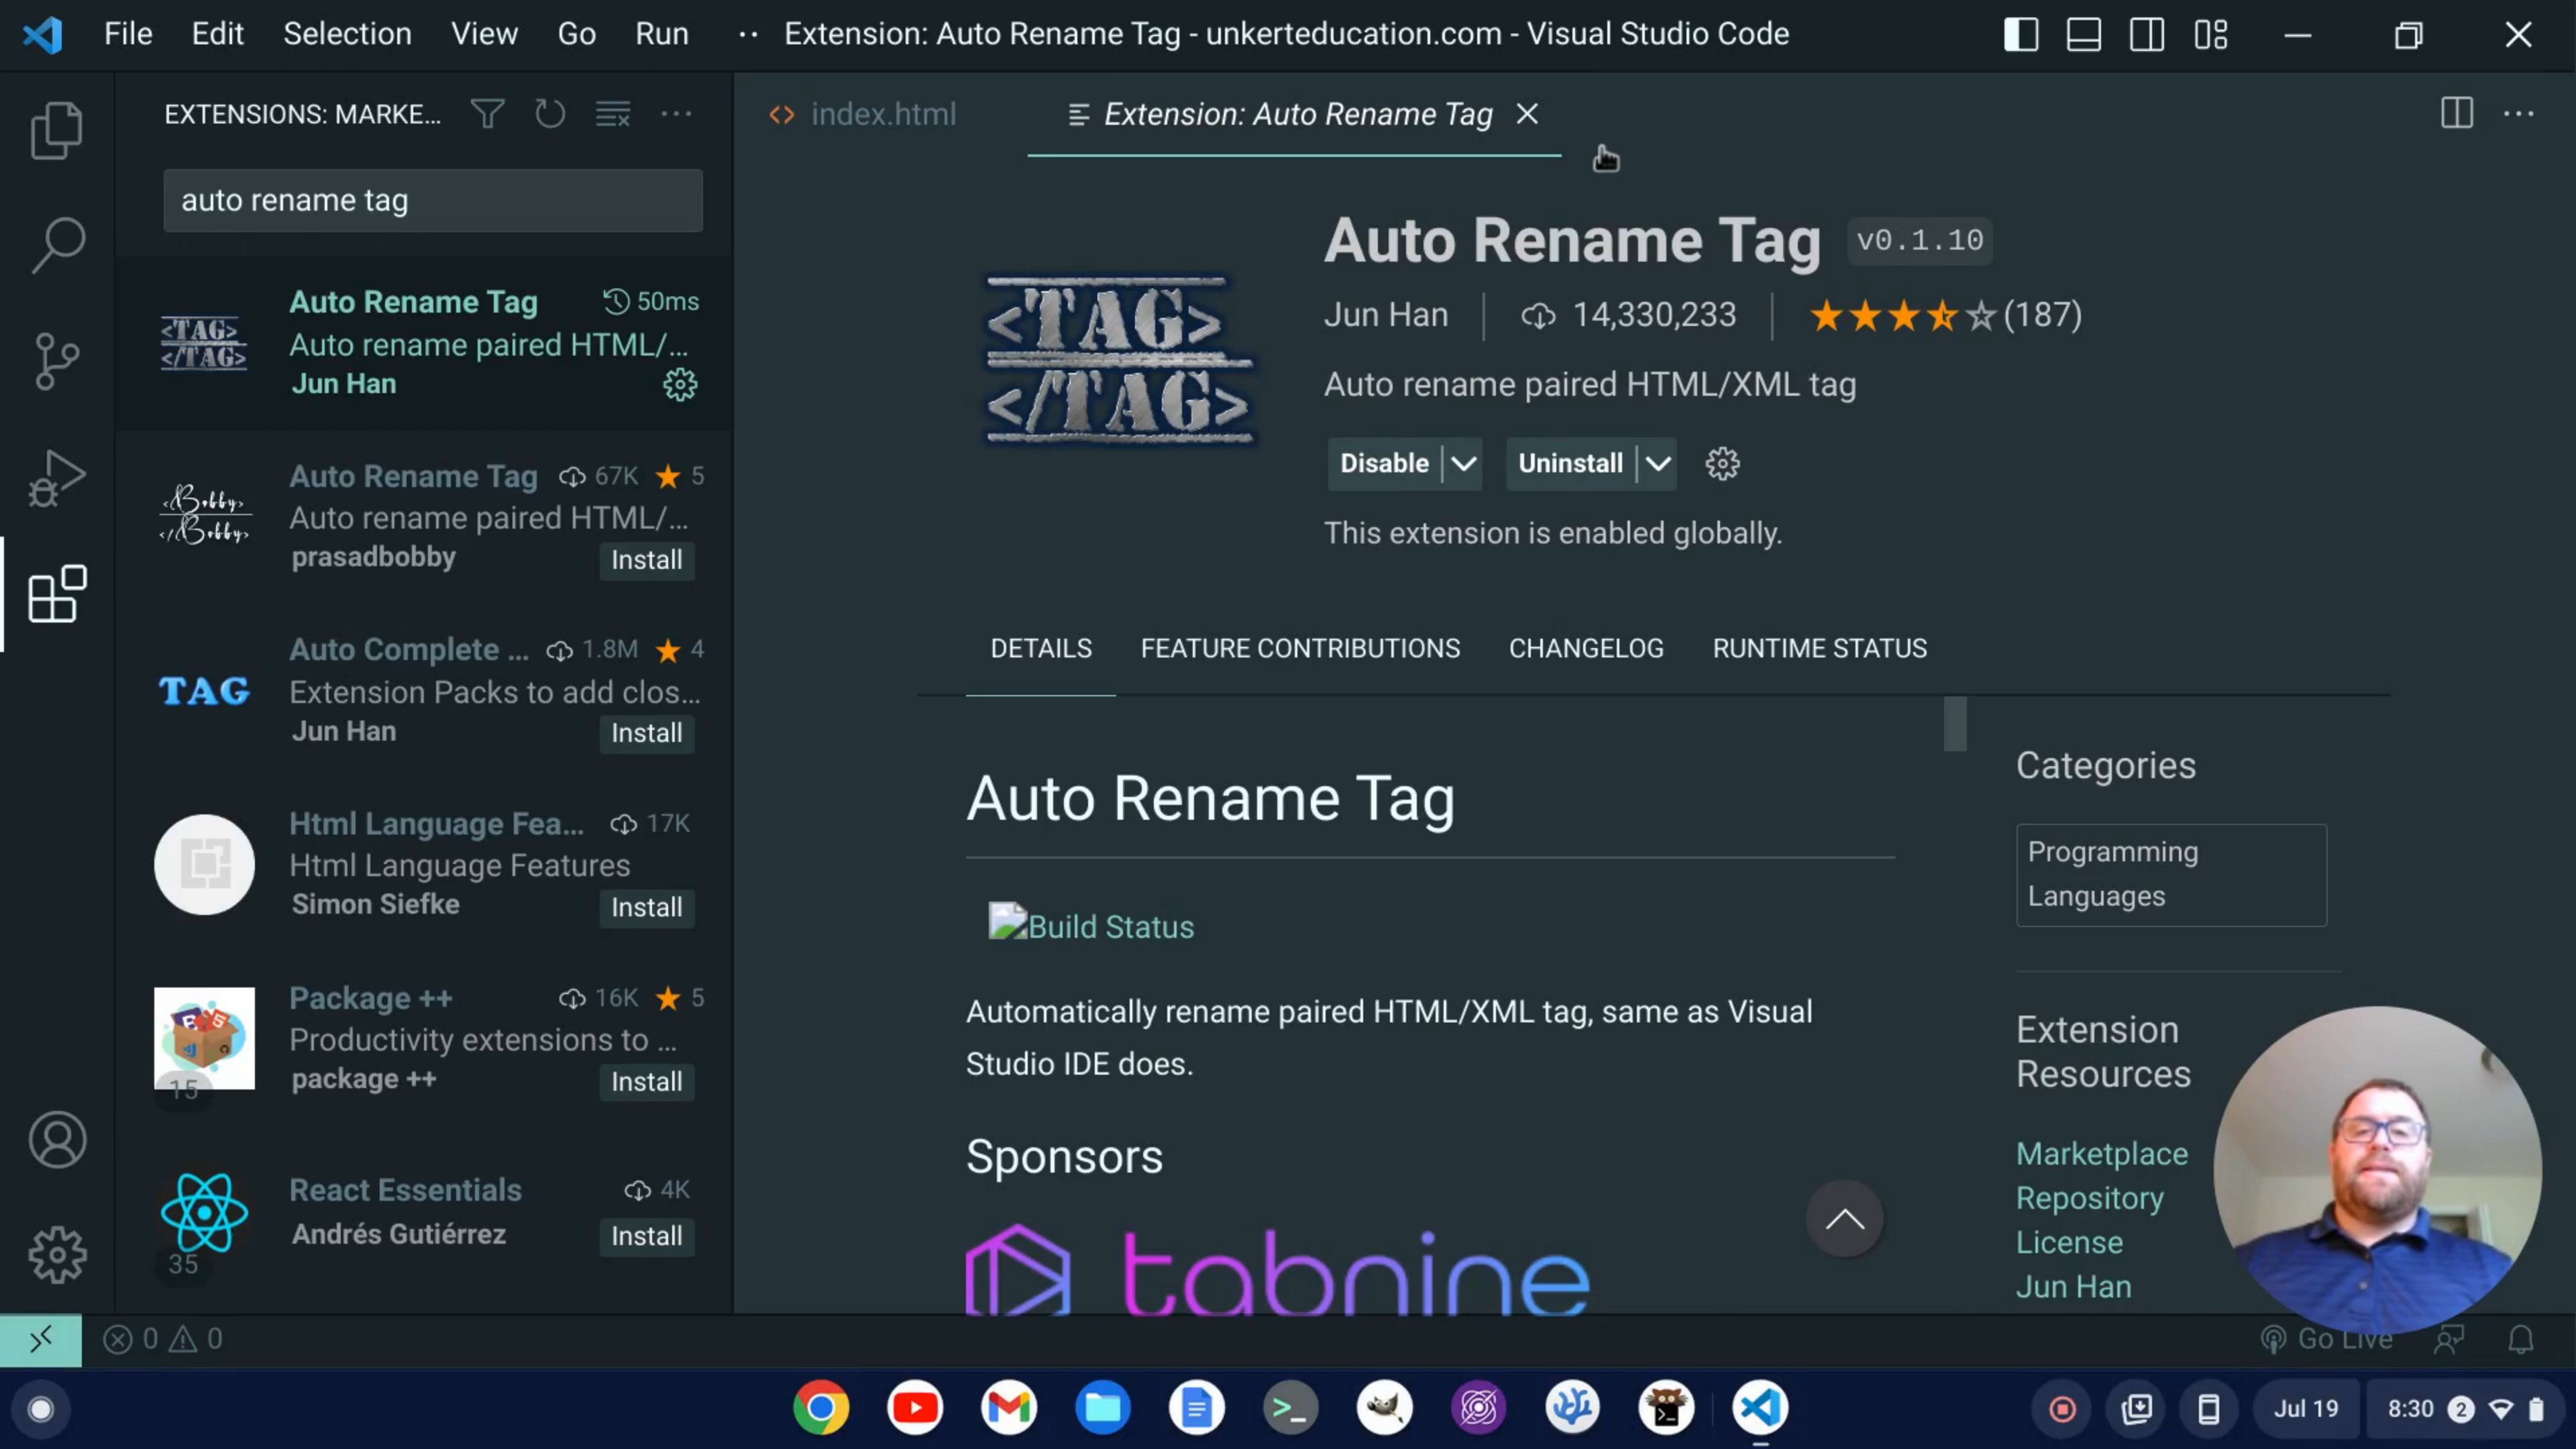 File Edit Selection View Go Run ·· Extension: Auto Rename Tag - unkerteducation.com - Visual Studio Code
EXTENSIONS: MARKE...
auto rename tag
Auto Rename Tag 50ms
Auto rename paired HTML/...
Jun Han
Auto Rename Tag 67K ★ 5
Auto rename paired HTML/...
prasadbobby Install
<Bobby>
</Bobby>
Auto Complete ... 1.8M ★ 4
Extension Packs to add clos...
Jun Han Install
TAG
Html Language Fea... 17K
Html Language Features
Simon Siefke Install
Package ++ 16K ★ 5
Productivity extensions to ...
package ++ Install
15
React Essentials 4K
Andrés Gutiérrez Install
35
index.html
Extension: Auto Rename Tag
<TAG>
</TAG>
Auto Rename Tag v0.1.10
Jun Han | 14,330,233 | ★★★★☆ (187)
Auto rename paired HTML/XML tag
Disable Uninstall
This extension is enabled globally.
DETAILS FEATURE CONTRIBUTIONS CHANGELOG RUNTIME STATUS
Auto Rename Tag
Build Status
Automatically rename paired HTML/XML tag, same as Visual
Studio IDE does.
Sponsors
tabnine
Categories
Programming
Languages
Extension
Resources
Marketplace
Repository
License
Jun Han
0 0
Go Live
Jul 19 8:30 2